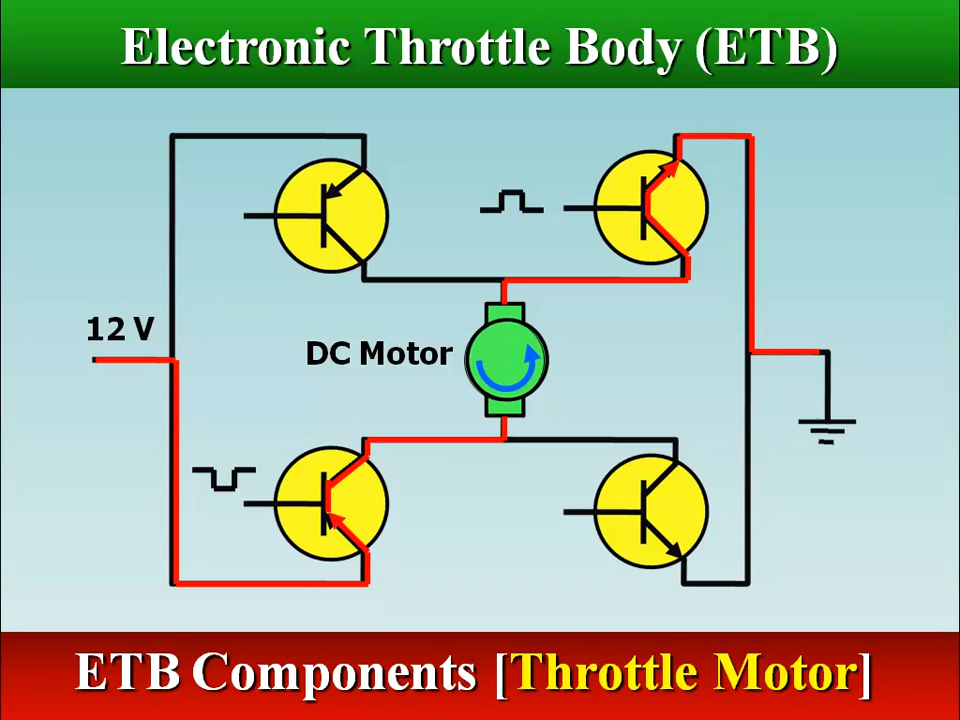 Electronic Throttle Body (ETB)
12 V
DC Motor
ETB Components [Throttle Motor]